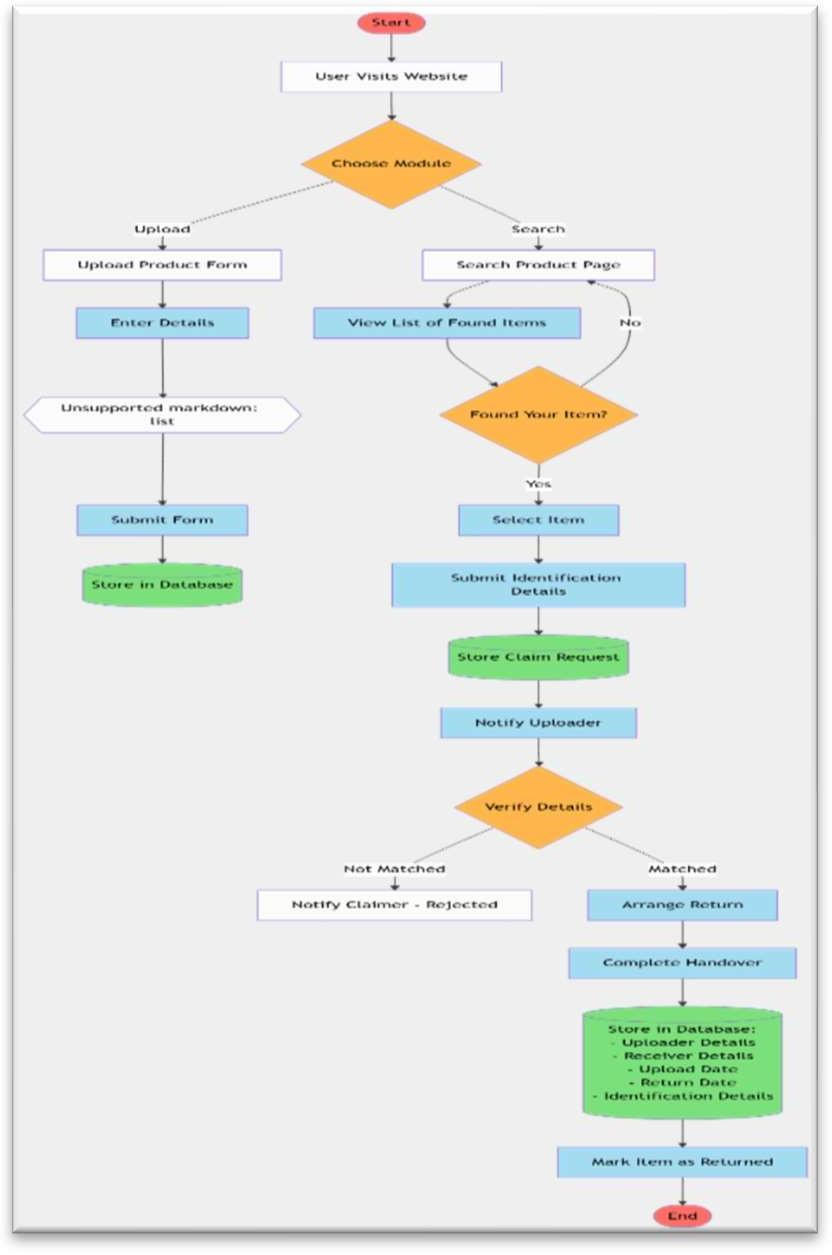 Start
User Visits Website
Choose Module
Upload
Search
Upload Product Form
Search Product Page
Enter Details
View List of Found Items
No
Unsupported markdown:
list
Found Your Item?
Yes
Submit Form
Select Item
Store in Database
Submit Identification
Details
Store Claim Request
Notify Uploader
Verify Details
Not Matched
Matched
Notify Claimer - Rejected
Arrange Return
Complete Handover
Store in Database:
- Uploader Details
- Receiver Details
- Upload Date
- Return Date
- Identification Details
Mark Item as Returned
End